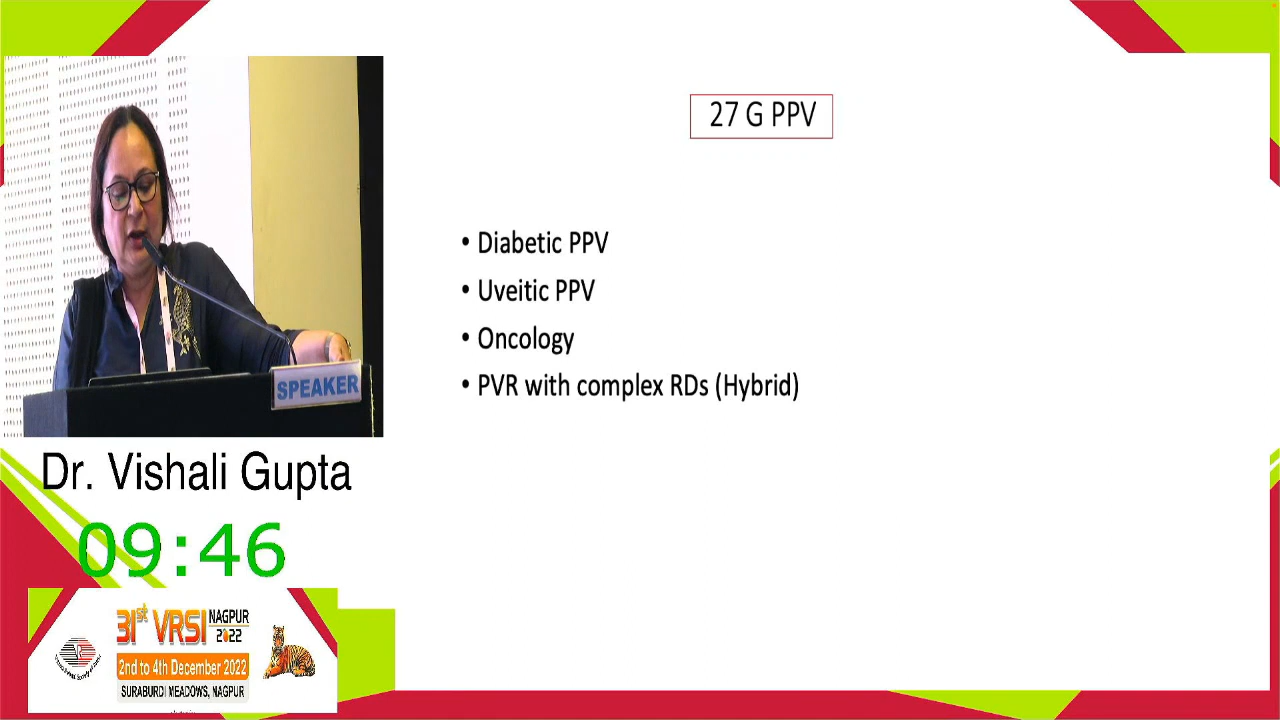 27 G PPV
• Diabetic PPV
• Uveitic PPV
• Oncology
• PVR with complex RDs (Hybrid)
SPEAKER
Dr. Vishali Gupta
09:46
31st VRSI NAGPUR 2022
2nd to 4th December 2022
SURABURDI MEADOWS, NAGPUR